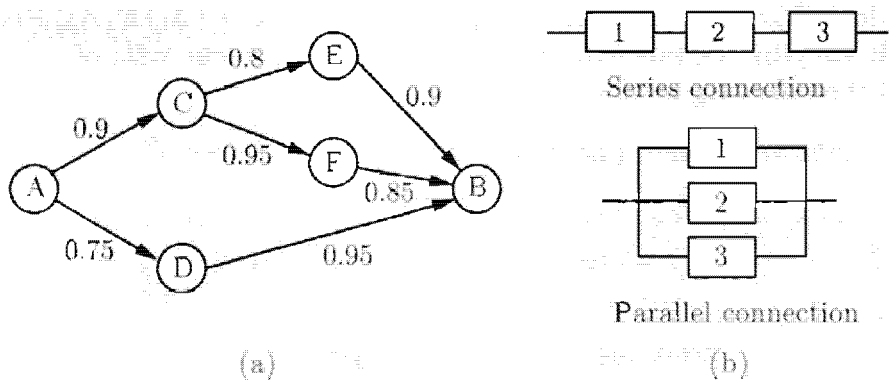 0.8
E
C
0.9
0.9
0.95
F
A
0.85
B
0.75
D
0.95
(a)
1 2 3
Series connection
1
2
3
Parallel connection
(b)